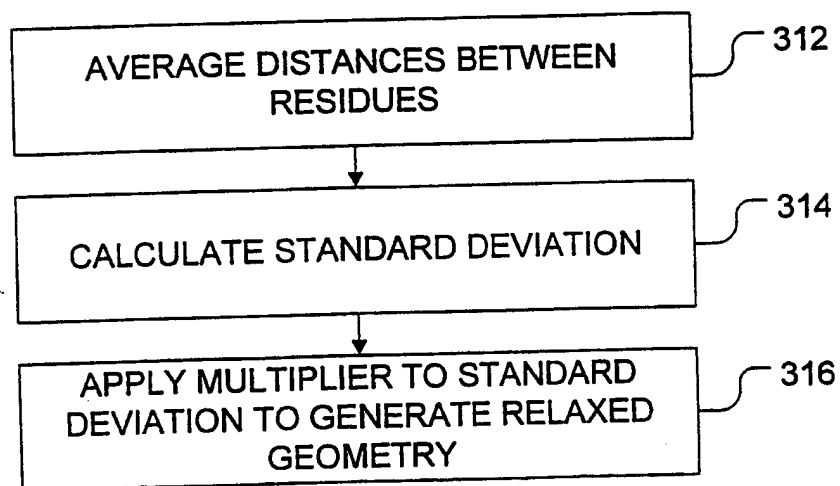 AVERAGE DISTANCES BETWEEN
RESIDUES
312
CALCULATE STANDARD DEVIATION
314
APPLY MULTIPLIER TO STANDARD
DEVIATION TO GENERATE RELAXED
GEOMETRY
316